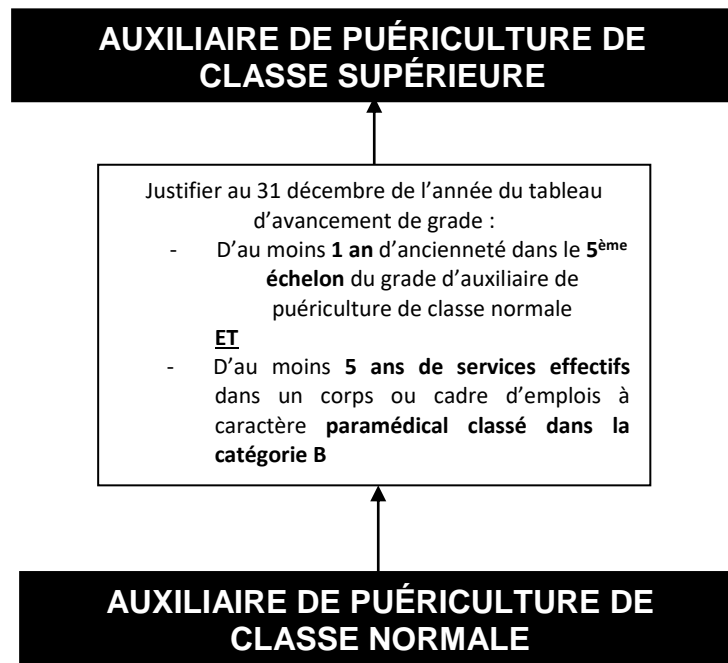 AUXILIAIRE DE PUÉRICULTURE DE
CLASSE SUPÉRIEURE
Justifier au 31 décembre de l’année du tableau
d’avancement de grade :
- D’au moins 1 an d’ancienneté dans le 5ème
échelon du grade d’auxiliaire de
puériculture de classe normale
ET
- D’au moins 5 ans de services effectifs
dans un corps ou cadre d’emplois à
caractère paramédical classé dans la
catégorie B
AUXILIAIRE DE PUÉRICULTURE DE
CLASSE NORMALE